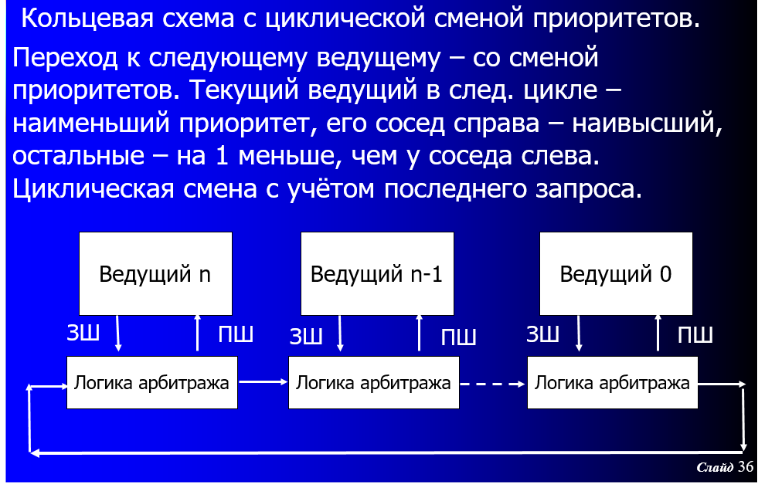 Кольцевая схема с циклической сменой приоритетов.
Переход к следующему ведущему – со сменой
приоритетов. Текущий ведущий в след. цикле –
наименьший приоритет, его сосед справа – наивысший,
остальные – на 1 меньше, чем у соседа слева.
Циклическая смена с учётом последнего запроса.
Ведущий n
Ведущий n-1
Ведущий 0
ЗШ
ПШ
ЗШ
ПШ
ЗШ
ПШ
Логика арбитража
Логика арбитража
Логика арбитража
Слайд 36